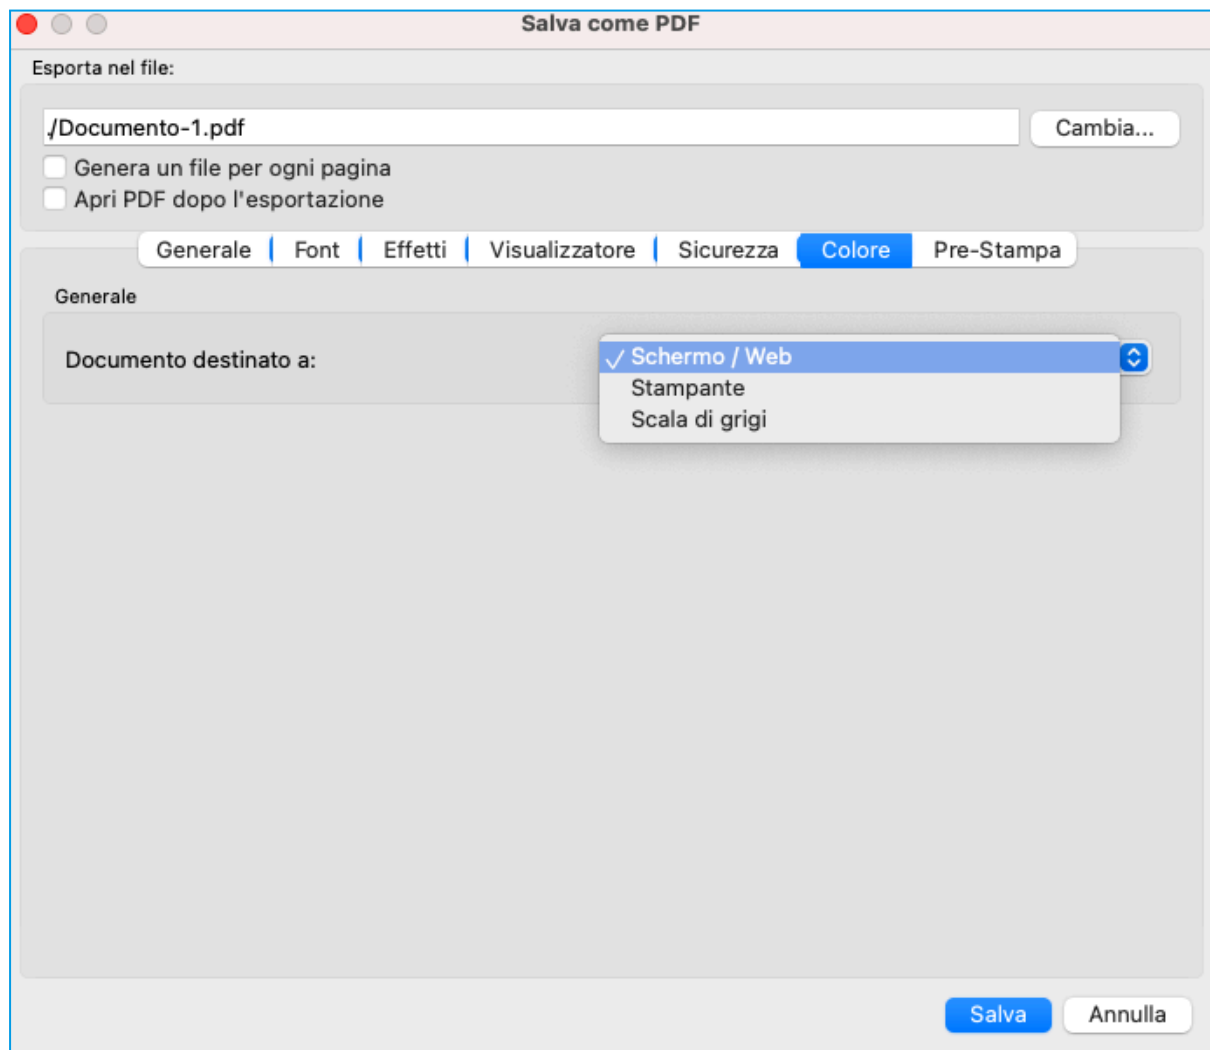 Salva come PDF
Esporta nel file:
./Documento-1.pdf
Cambia...
Genera un file per ogni pagina
Apri PDF dopo l'esportazione
Generale Font Effetti Visualizzatore Sicurezza Colore Pre-Stampa
Generale
Documento destinato a:
✓ Schermo / Web
Stampante
Scala di grigi
Salva Annulla